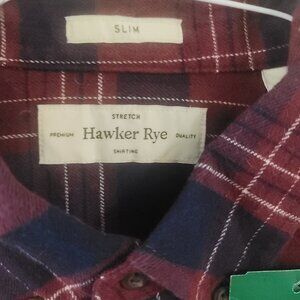 SLIM
STRETCH
PREMIUM Hawker Rye QUALITY
SHIRTING